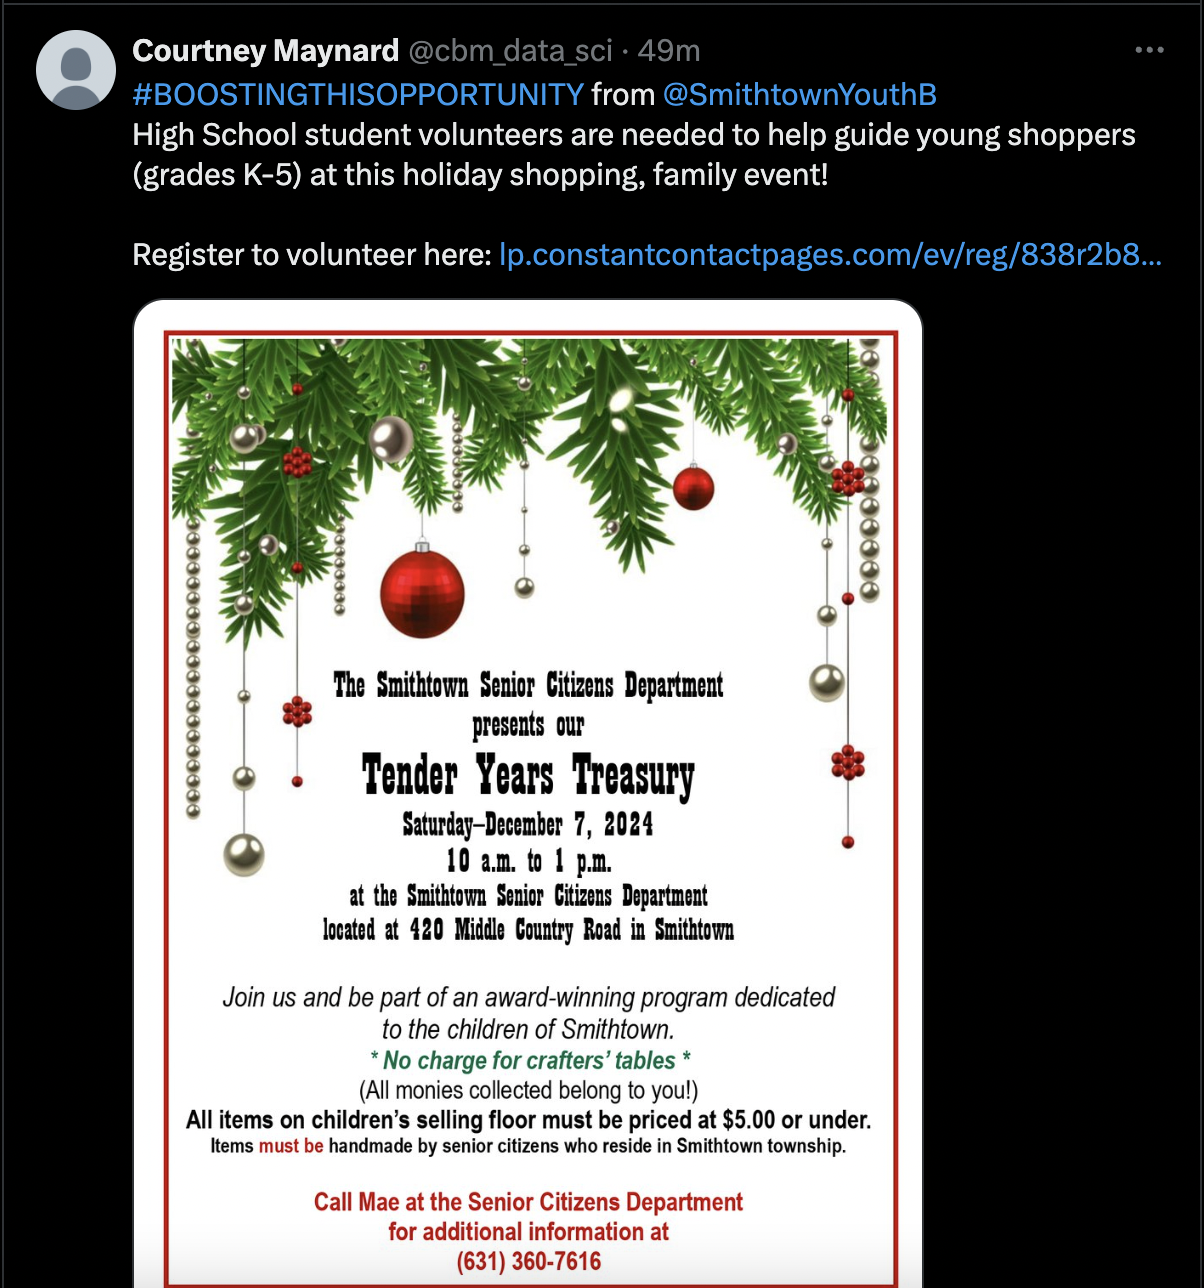 Courtney Maynard @cbm_data_sci · 49m
#BOOSTINGTHISOPPORTUNITY from @SmithtownYouthB
High School student volunteers are needed to help guide young shoppers
(grades K-5) at this holiday shopping, family event!
Register to volunteer here: lp.constantcontactpages.com/ev/reg/838r2b8...
The Smithtown Senior Citizens Department
presents our
Tender Years Treasury
Saturday–December 7, 2024
10 a.m. to 1 p.m.
at the Smithtown Senior Citizens Department
located at 420 Middle Country Road in Smithtown
Join us and be part of an award-winning program dedicated
to the children of Smithtown.
* No charge for crafters’ tables *
(All monies collected belong to you!)
All items on children’s selling floor must be priced at $5.00 or under.
Items must be handmade by senior citizens who reside in Smithtown township.
Call Mae at the Senior Citizens Department
for additional information at
(631) 360-7616